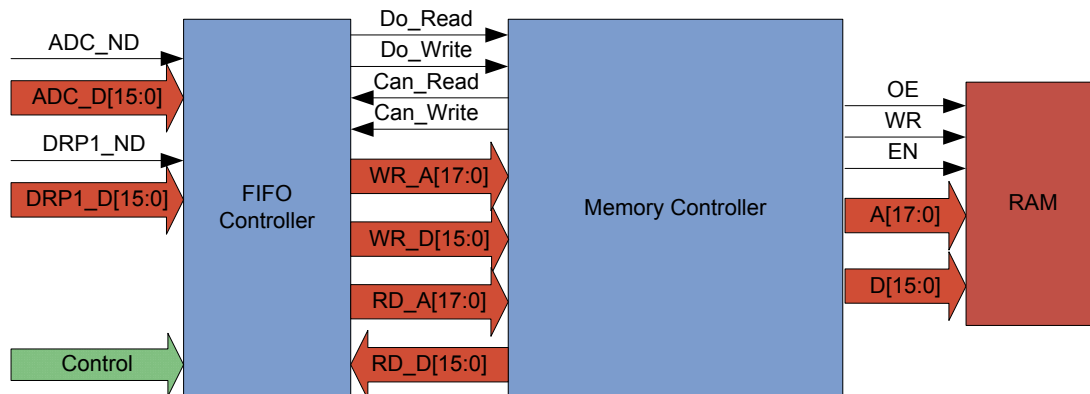 ADC_ND
ADC_D[15:0]
DRP1_ND
DRP1_D[15:0]
Control
FIFO
Controller
Do_Read
Do_Write
Can_Read
Can_Write
WR_A[17:0]
WR_D[15:0]
RD_A[17:0]
RD_D[15:0]
Memory Controller
OE
WR
EN
A[17:0]
D[15:0]
RAM